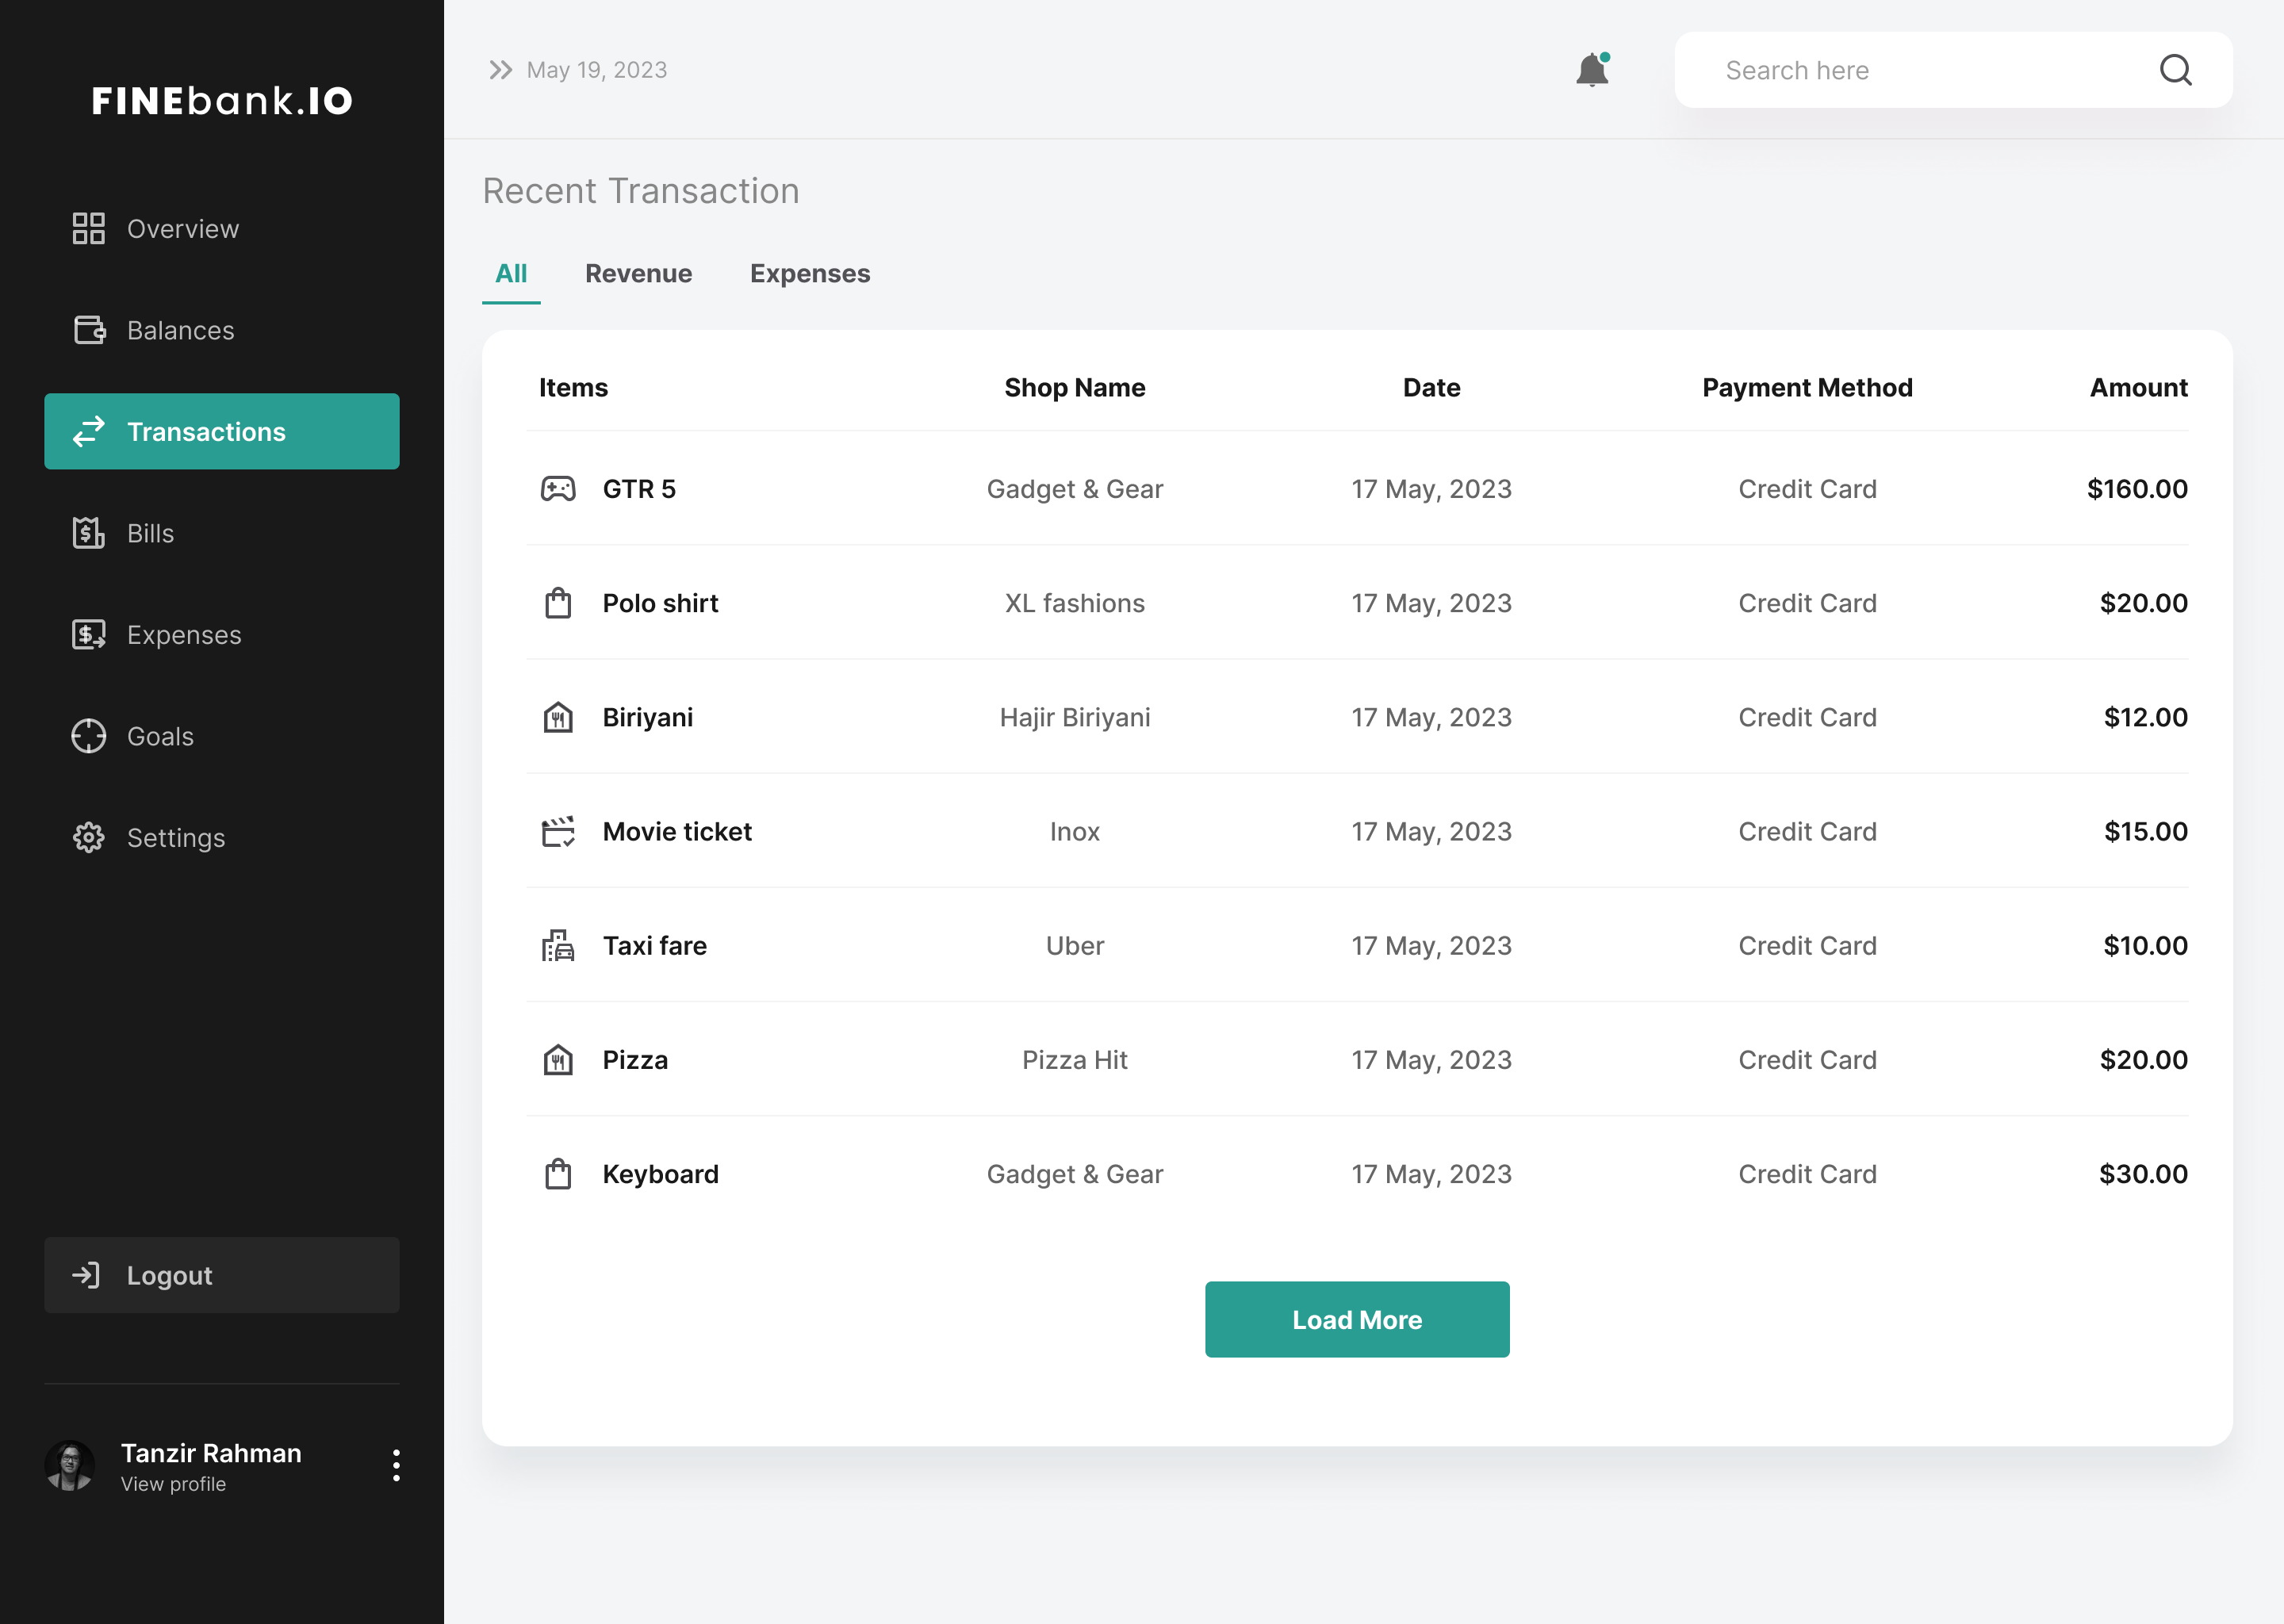 FINEbank.IO
Overview
Balances
Transactions
Bills
Expenses
Goals
Settings
Logout
Tanzir Rahman
View profile
May 19, 2023
Search here
Recent Transaction
All Revenue Expenses
Items Shop Name Date Payment Method Amount
GTR 5 Gadget & Gear 17 May, 2023 Credit Card $160.00
Polo shirt XL fashions 17 May, 2023 Credit Card $20.00
Biriyani Hajir Biriyani 17 May, 2023 Credit Card $12.00
Movie ticket Inox 17 May, 2023 Credit Card $15.00
Taxi fare Uber 17 May, 2023 Credit Card $10.00
Pizza Pizza Hit 17 May, 2023 Credit Card $20.00
Keyboard Gadget & Gear 17 May, 2023 Credit Card $30.00
Load More